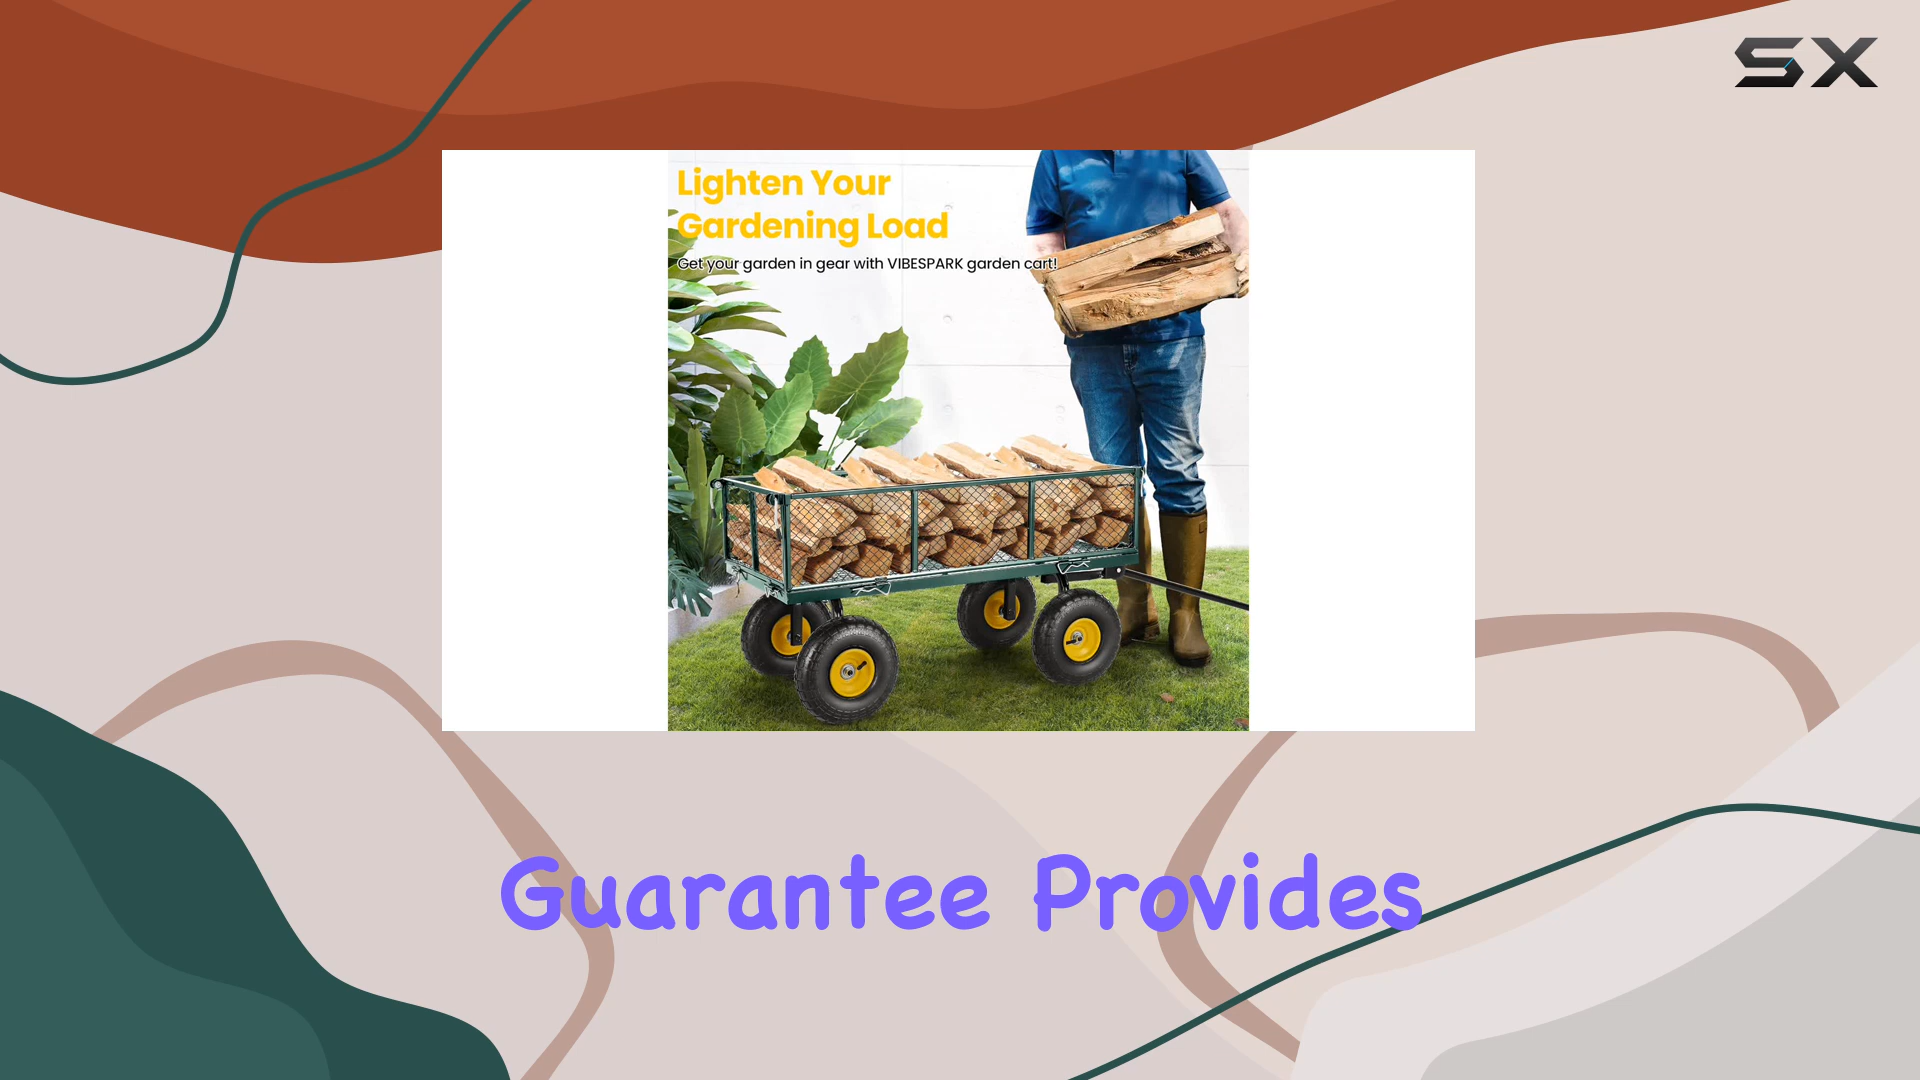 SX
Lighten Your
Gardening Load
Get your garden in gear with VIBESPARK garden cart!
Guarantee Provides